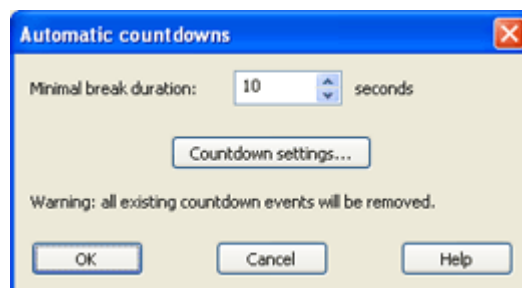 Automatic countdowns
Minimal break duration: 10 seconds
Countdown settings...
Warning: all existing countdown events will be removed.
OK Cancel Help